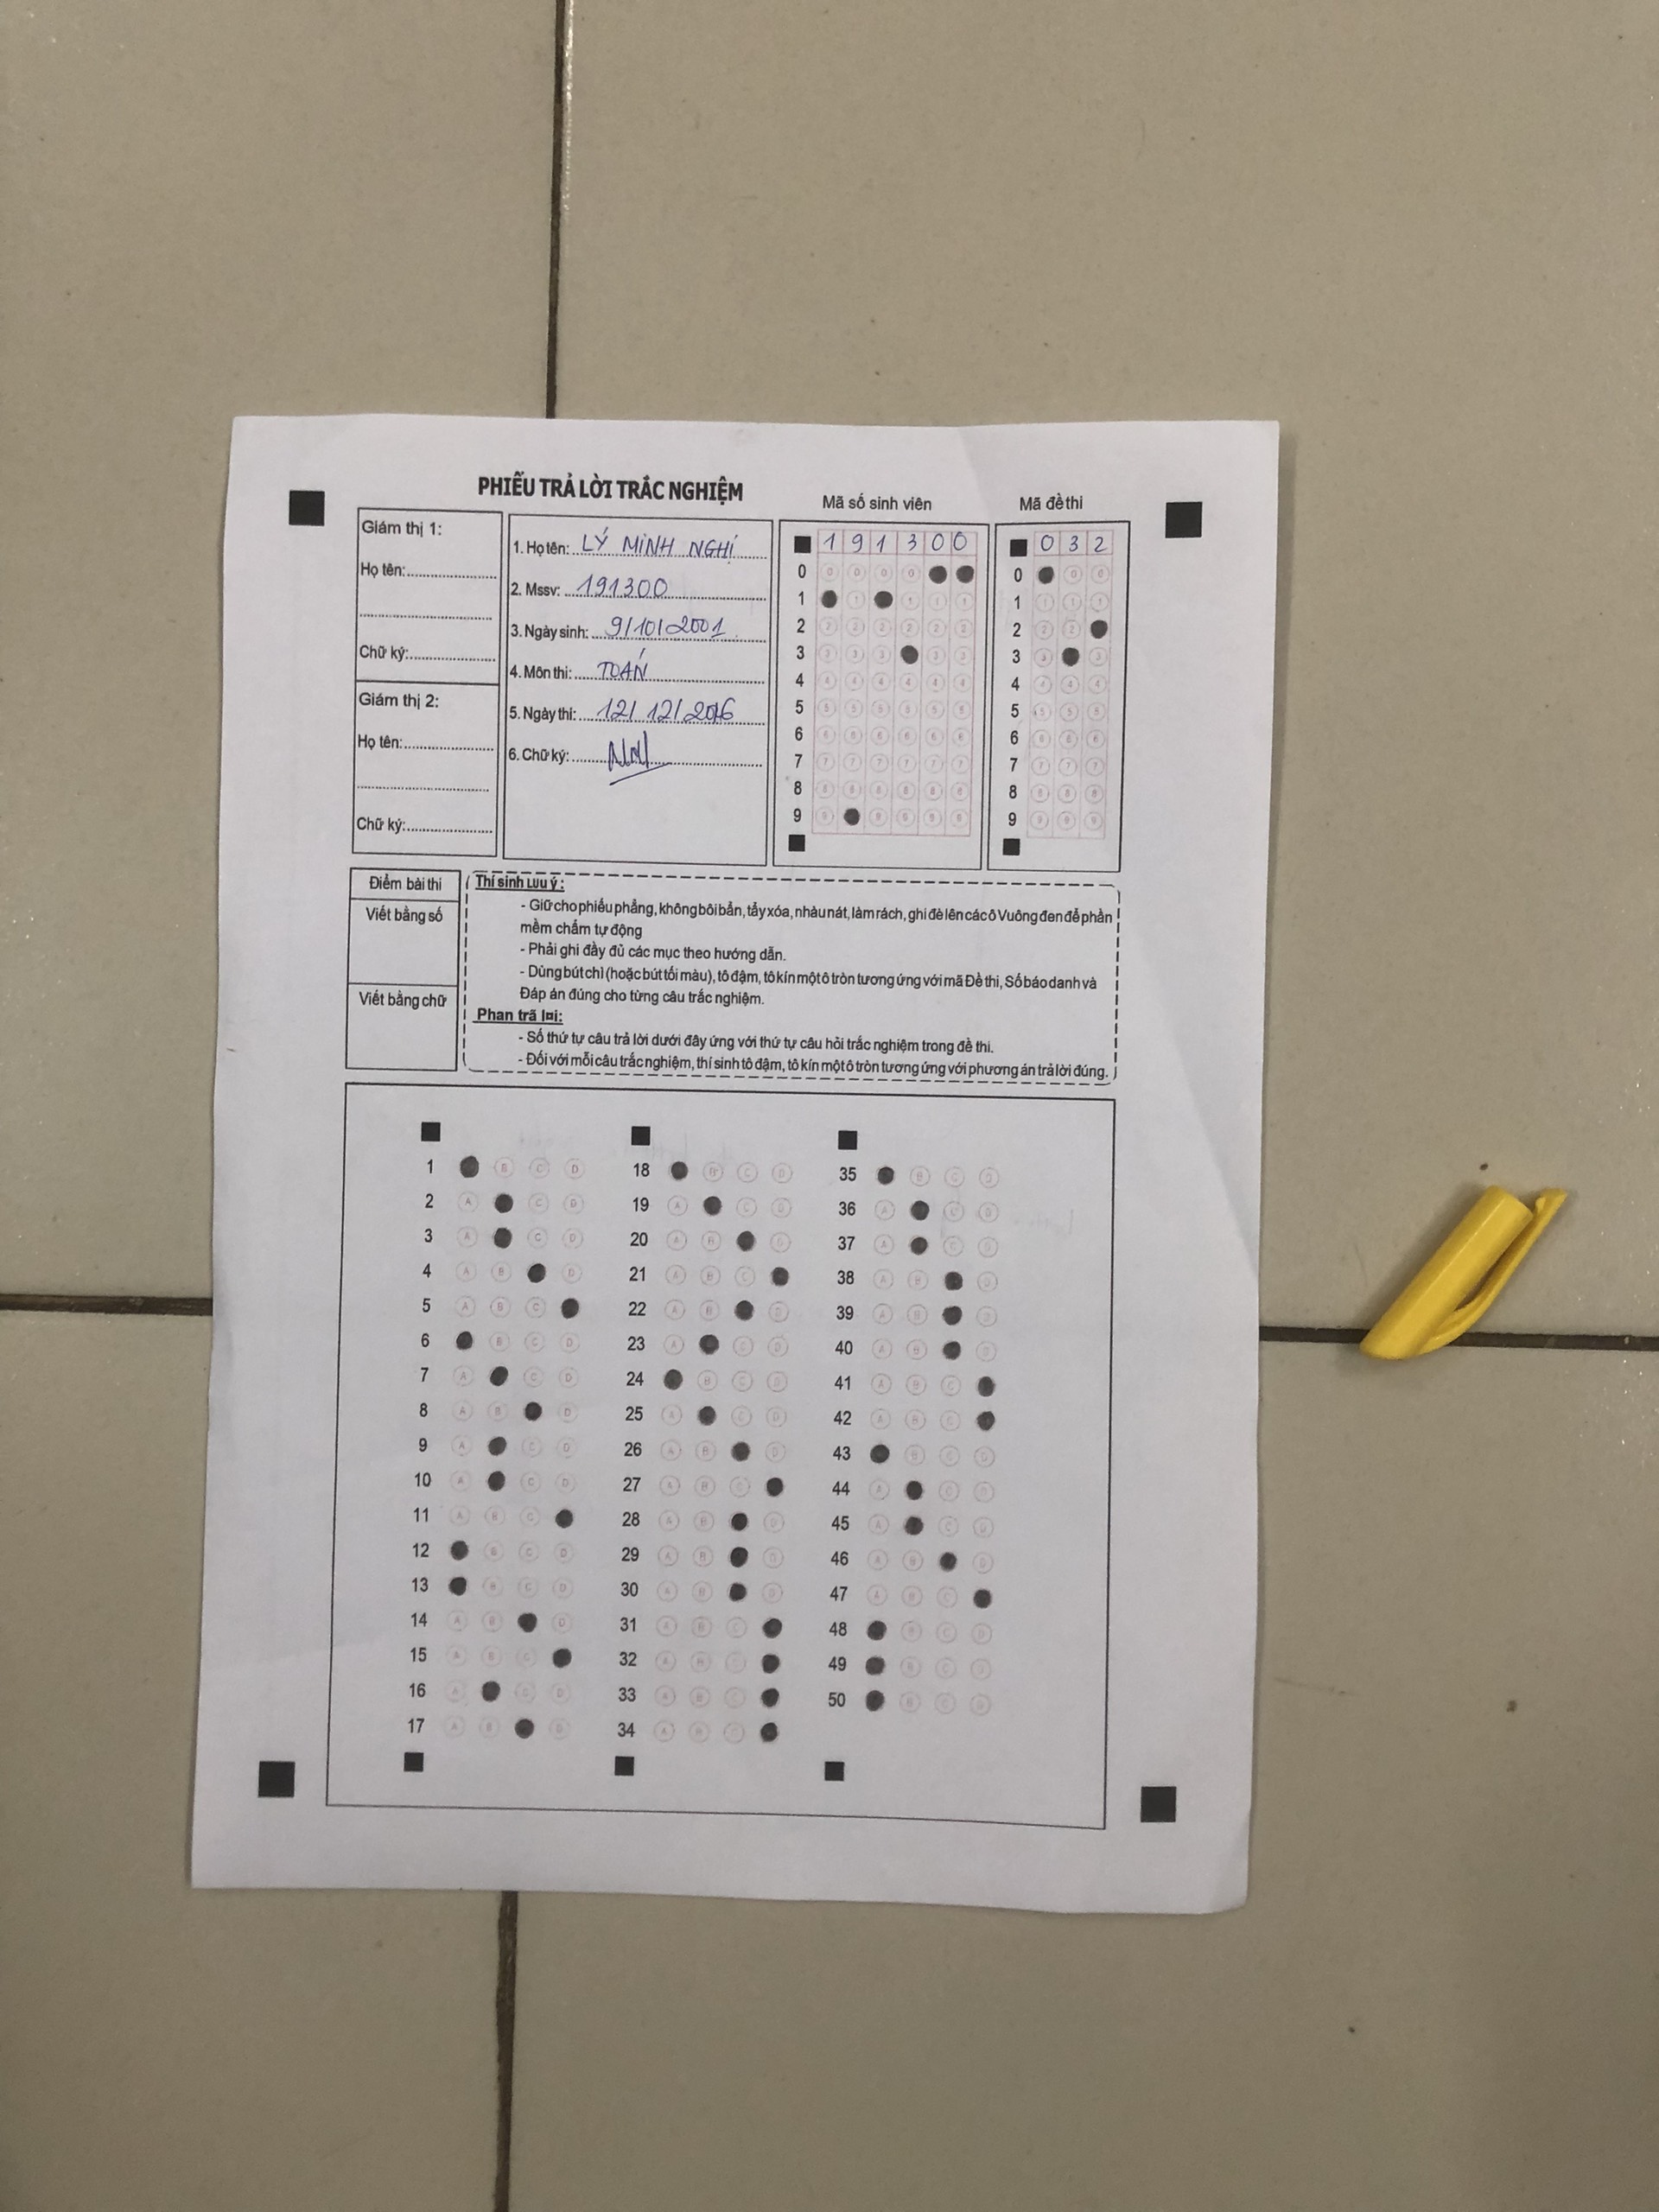 PHIẾU TRẢ LỜI TRẮC NGHIỆM
Mã số sinh viên
Mã đề thi
Giám thị 1:
Họ tên:
Chữ ký:
Giám thị 2:
Họ tên:
Chữ ký:
1. Họ tên: LÝ MINH NGHỊ
2. Mssv: 191300
3. Ngày sinh: 9/10/2001
4. Môn thi: TOÁN
5. Ngày thi: 12/12/2016
6. Chữ ký:
1 9 1 3 0 0
0
1
2
3
4
5
6
7
8
9
0 3 2
0
1
2
3
4
5
6
7
8
9
Điểm bài thi
Viết bằng số
Viết bằng chữ
Thí sinh Lưu ý:
- Giữ cho phiếu phẳng, không bôi bẩn, tẩy xóa, nhàu nát, làm rách, ghi đè lên các ô Vuông đen để phần
mềm chấm tự động
- Phải ghi đầy đủ các mục theo hướng dẫn.
- Dùng bút chì (hoặc bút tối màu), tô đậm, tô kín một ô tròn tương ứng với mã Đề thi, Số báo danh và
Đáp án đúng cho từng câu trắc nghiệm.
Phan trã lại:
- Số thứ tự câu trả lời dưới đây ứng với thứ tự câu hỏi trắc nghiệm trong đề thi.
- Đối với mỗi câu trắc nghiệm, thí sinh tô đậm, tô kín một ô tròn tương ứng với phương án trả lời đúng.
1 B C D
2 A C D
3 A C D
4 A B D
5 A B C
6 B C D
7 A C D
8 A B D
9 A C D
10 A C D
11 A B C
12 B C D
13 B C D
14 A B D
15 A B C
16 A C D
17 A B D
18 B C D
19 A C D
20 A B D
21 A B C
22 A B D
23 A C D
24 B C D
25 A C D
26 A B D
27 A B C
28 A B D
29 A B D
30 A B D
31 A B C
32 A B C
33 A B C
34 A B C
35 B C D
36 A C D
37 A C D
38 A B D
39 A B D
40 A B D
41 A B C
42 A B C
43 B C D
44 A C D
45 A C D
46 A B D
47 A B C
48 B C D
49 B C D
50 B C D